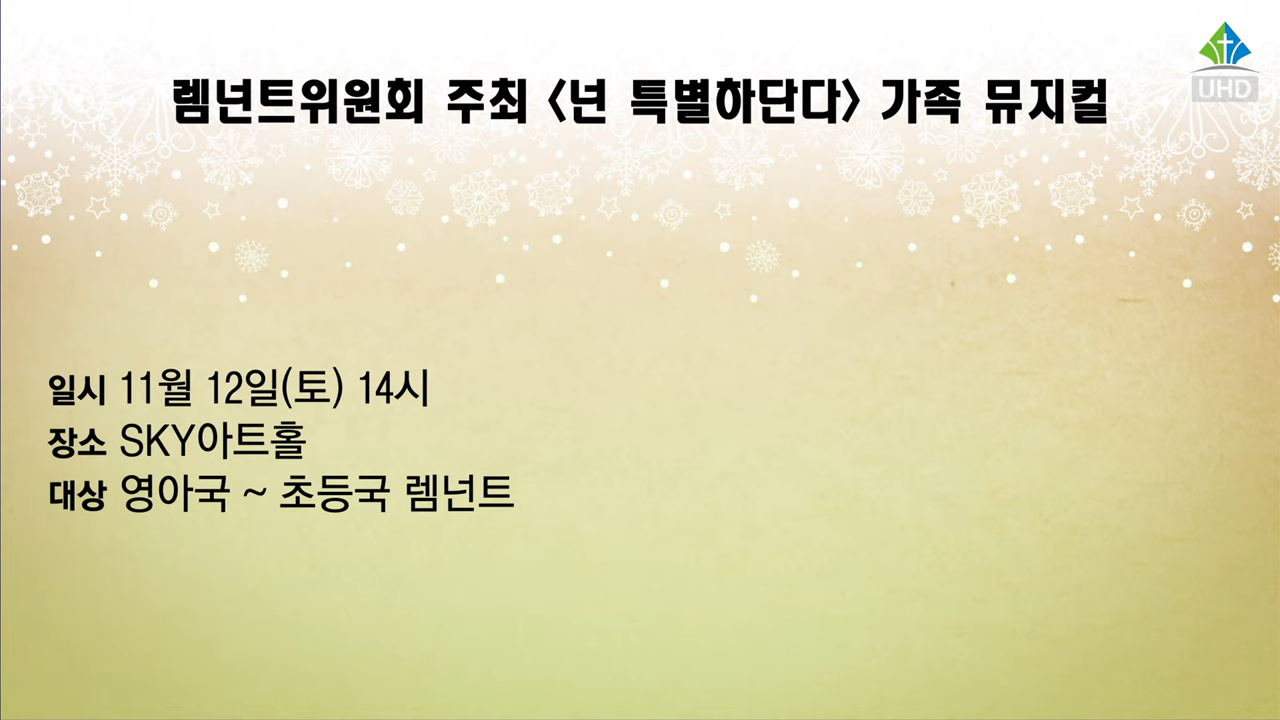 렘넌트위원회 주최 <넌 특별하단다> 가족 뮤지컬
UHD
일시 11월 12일(토) 14시
장소 SKY아트홀
대상 영아국 ~ 초등국 렘넌트